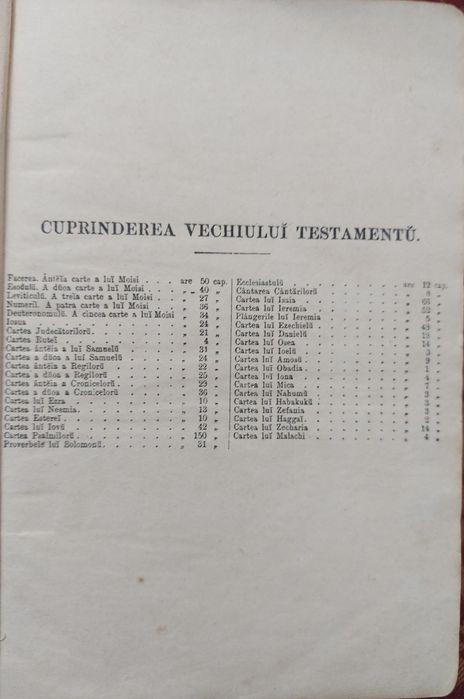 CUPRINDEREA VECHIULUĬ TESTAMENTŬ.
Facerea. Ântêĭa carte a luĭ Moisi . . . are 50 cap.
Esodulŭ. A dŭoa carte a luĭ Moisi . . . „ 40 „
Leviticulŭ. A treĭa carte a luĭ Moisi . . . „ 27 „
Numeriĭ. A patra carte a luĭ Moisi . . . „ 36 „
Deuteronomulŭ. A cincea carte a luĭ Moisi „ 34 „
Iosua . . . „ 24 „
Cartea Judecătorilorŭ . . . „ 21 „
Cartea Ruteĭ . . . „ 4 „
Cartea ântêia a luĭ Samuelŭ . . . „ 31 „
Cartea a dŭoa a luĭ Samuelŭ . . . „ 24 „
Cartea ântêia a Regilorŭ . . . „ 22 „
Cartea a dŭoa a Regilorŭ . . . „ 25 „
Cartea ântêia a Cronicelorŭ . . . „ 29 „
Cartea a dŭoa a Cronicelorŭ . . . „ 36 „
Cartea luĭ Ezra . . . „ 10 „
Cartea luĭ Neemia . . . „ 13 „
Cartea Estereĭ . . . „ 10 „
Cartea luĭ Iovŭ . . . „ 42 „
Cartea Psalmilorŭ . . . „ 150 „
Proverbele luĭ Solomonŭ . . . „ 31 „
Ecclesiastulŭ . . . are 12 cap.
Cântarea Cântărilorŭ . . . „ 8 „
Cartea luĭ Isaia . . . „ 66 „
Cartea luĭ Ieremia . . . „ 52 „
Plângerile luĭ Ieremia . . . „ 5 „
Cartea luĭ Ezechielŭ . . . „ 48 „
Cartea luĭ Danielŭ . . . „ 12 „
Cartea luĭ Osea . . . „ 14 „
Cartea luĭ Ioelŭ . . . „ 3 „
Cartea luĭ Amosŭ . . . „ 9 „
Cartea luĭ Obadia . . . „ 1 „
Cartea luĭ Iona . . . „ 4 „
Cartea luĭ Mica . . . „ 7 „
Cartea luĭ Nahumŭ . . . „ 3 „
Cartea luĭ Habakukŭ . . . „ 3 „
Cartea luĭ Zefania . . . „ 3 „
Cartea luĭ Haggaĭ . . . „ 2 „
Cartea luĭ Zecharia . . . „ 14 „
Cartea luĭ Malachi . . . „ 4 „